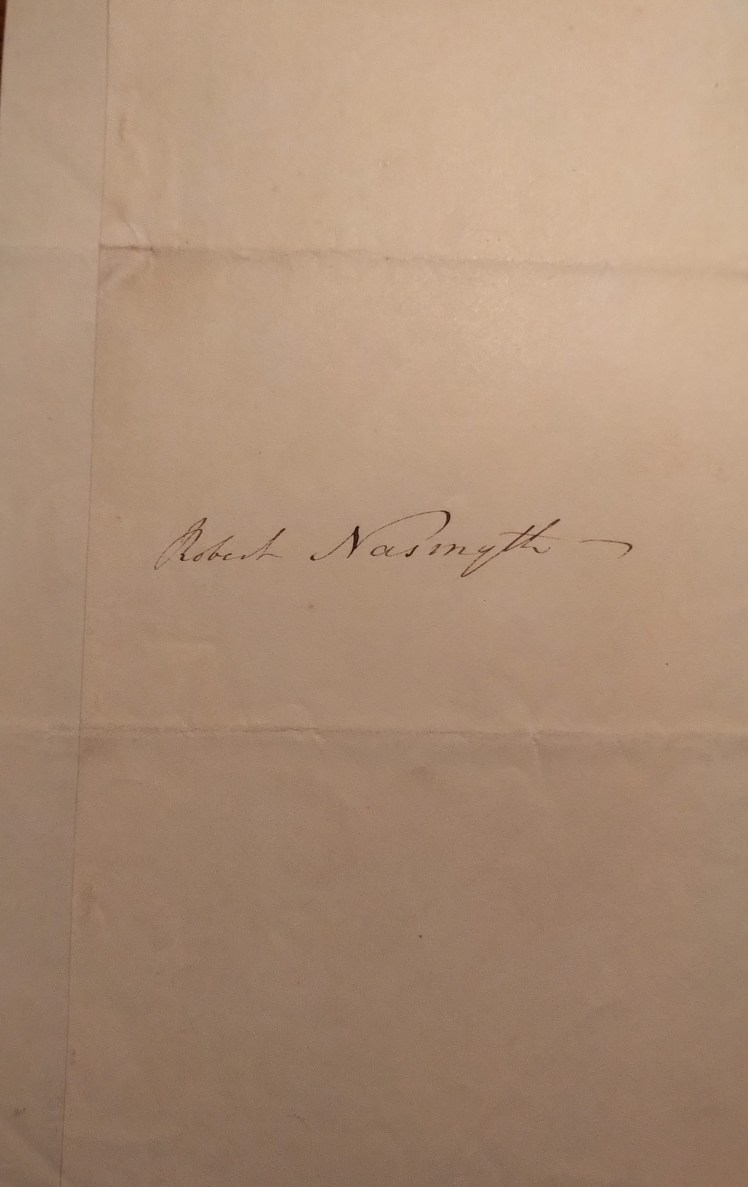 Robert Nasmyth —